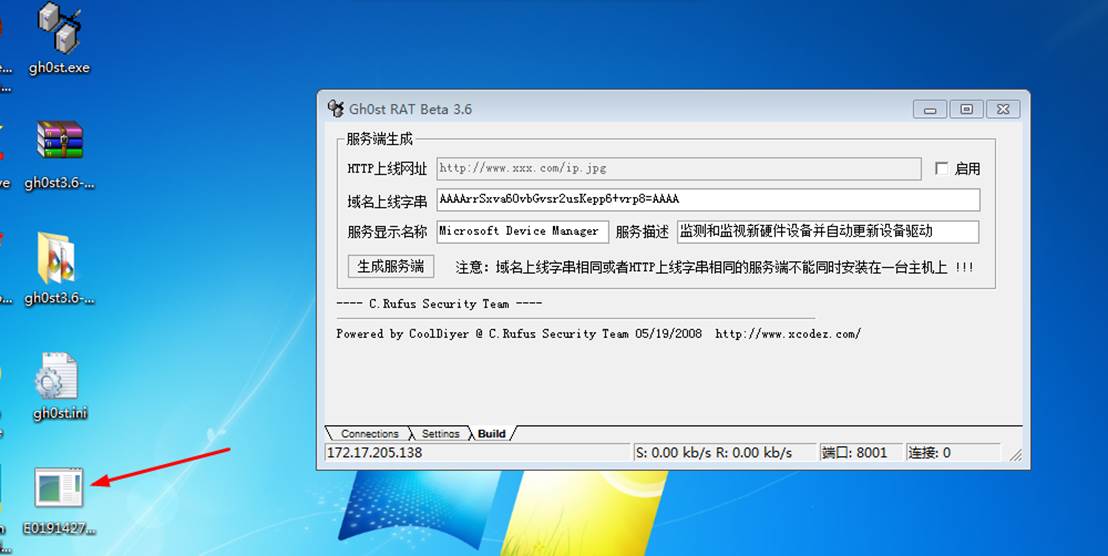 gh0st.exe
gh0st3.6-...
gh0st3.6-...
gh0st.ini
E0191427...
Gh0st RAT Beta 3.6
服务端生成
HTTP上线网址 http://www.xxx.com/ip.jpg 启用
域名上线字串 AAAArrSxva6OvbGvsr2usKepp6+vrp8=AAAA
服务显示名称 Microsoft Device Manager 服务描述 监测和监视新硬件设备并自动更新设备驱动
生成服务端 注意: 域名上线字串相同或者HTTP上线字串相同的服务端不能同时安装在一台主机上 !!!
---- C.Rufus Security Team ----
Powered by CoolDiyer @ C.Rufus Security Team 05/19/2008 http://www.xcodez.com/
Connections Settings Build
172.17.205.138 S: 0.00 kb/s R: 0.00 kb/s 端口: 8001 连接: 0